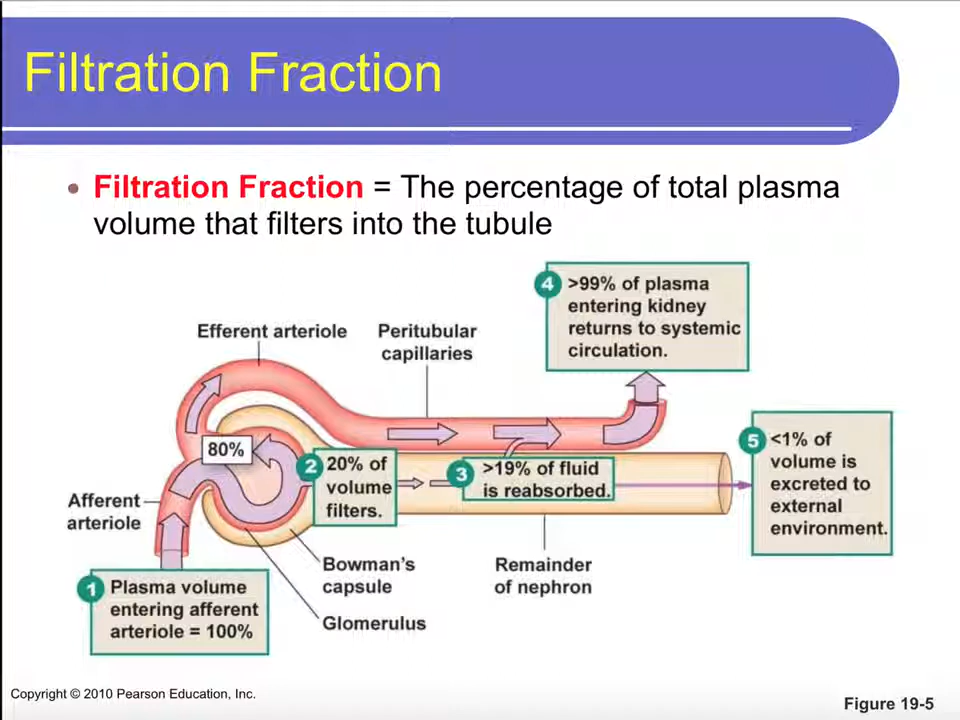 Filtration Fraction
• Filtration Fraction = The percentage of total plasma
volume that filters into the tubule
4 >99% of plasma
entering kidney
returns to systemic
circulation.
Efferent arteriole
Peritubular
capillaries
80%
2 20% of
volume
filters.
3 >19% of fluid
is reabsorbed.
5 <1% of
volume is
excreted to
external
environment.
Afferent
arteriole
Bowman's
capsule
Glomerulus
Remainder
of nephron
1 Plasma volume
entering afferent
arteriole = 100%
Copyright © 2010 Pearson Education, Inc.
Figure 19-5